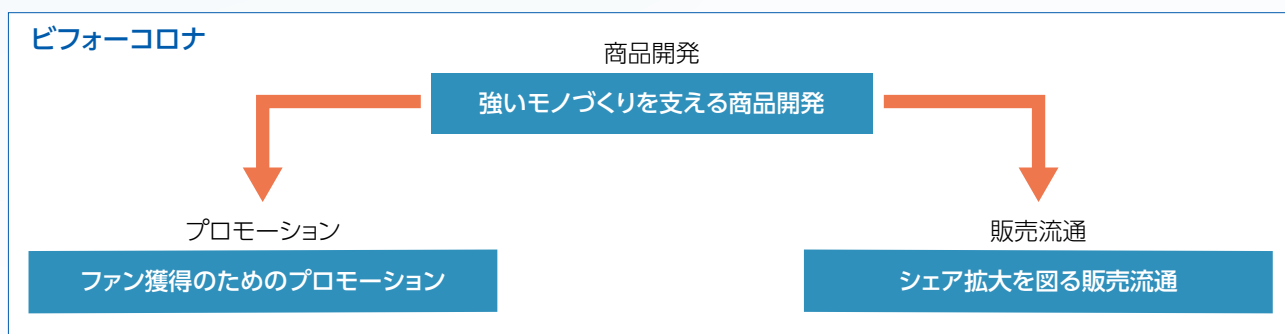 ビフォーコロナ
商品開発
強いモノづくりを支える商品開発
プロモーション
販売流通
ファン獲得のためのプロモーション
シェア拡大を図る販売流通